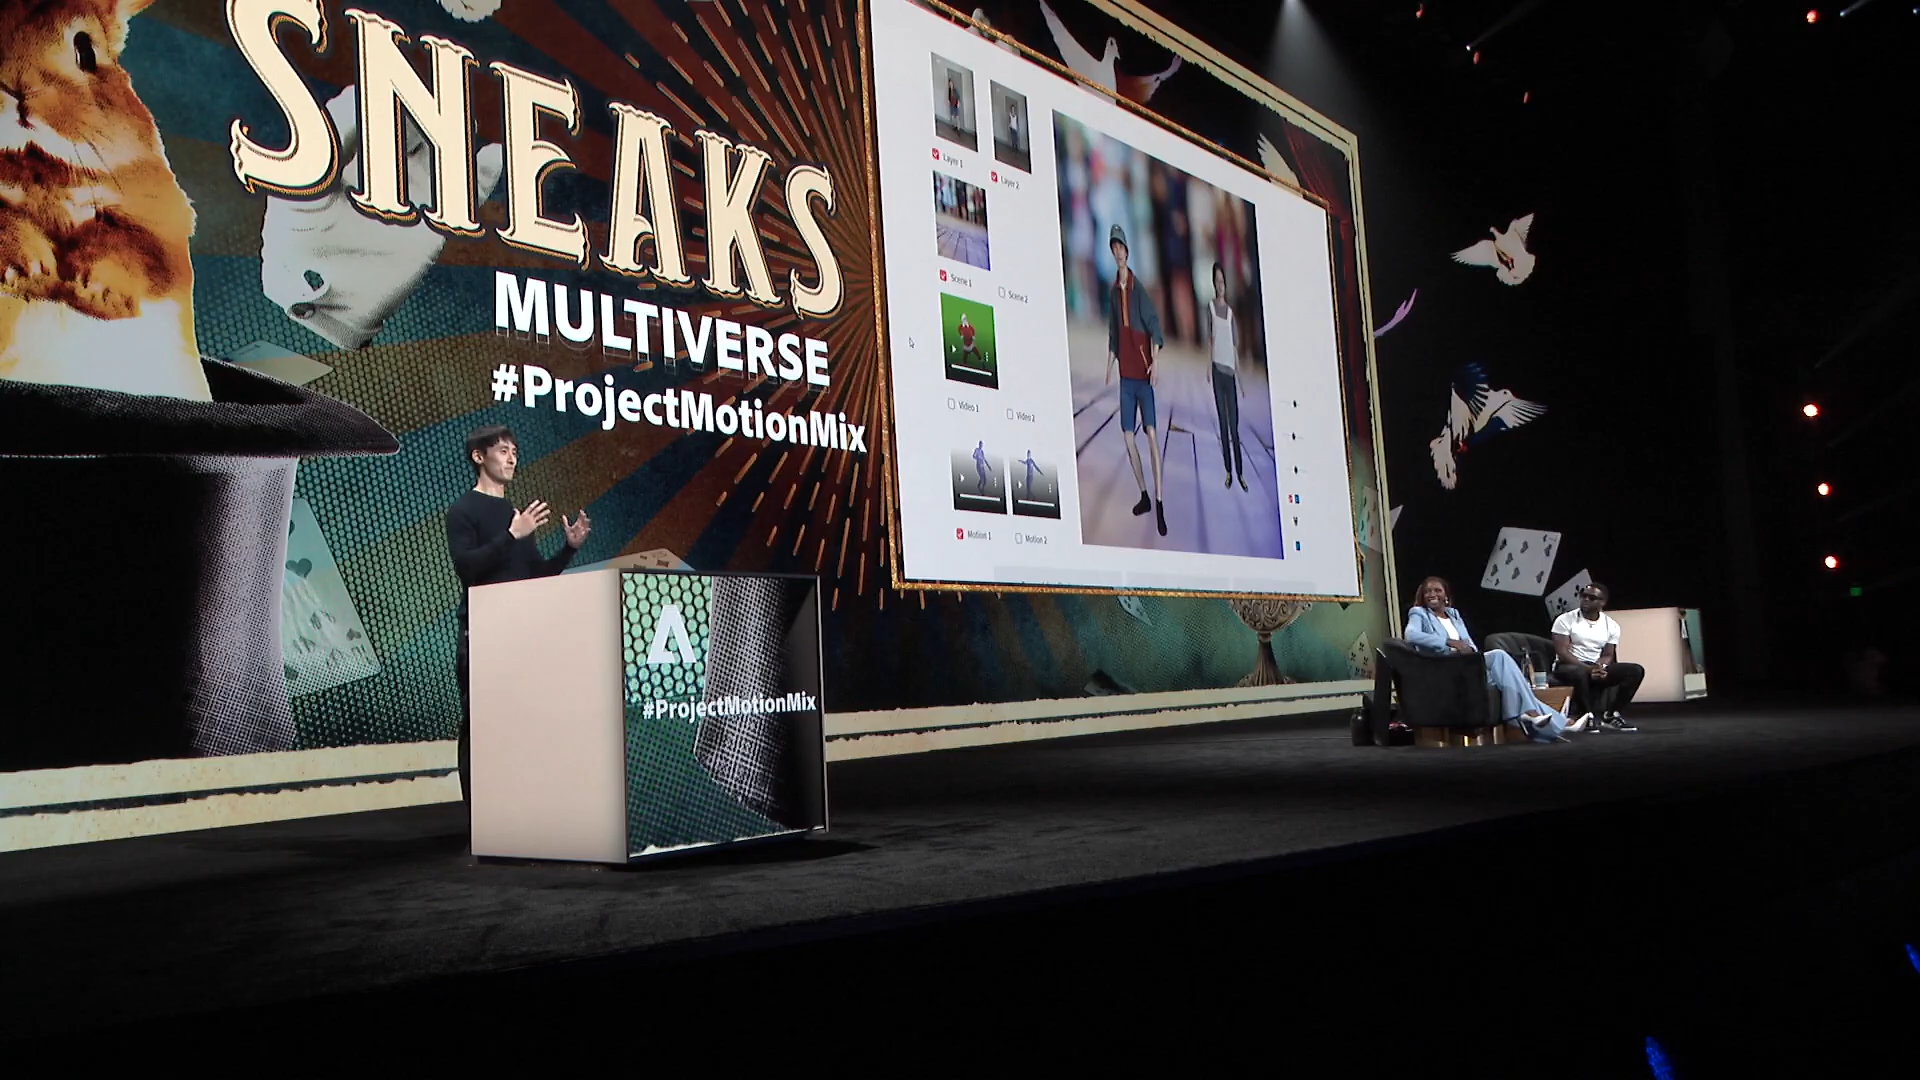 SNEAKS
MULTIVERSE
#ProjectMotionMix
Layer 1
Layer 2
Scene 1
Scene 2
Video 1
Video 2
Motion 1
Motion 2
#ProjectMotionMix